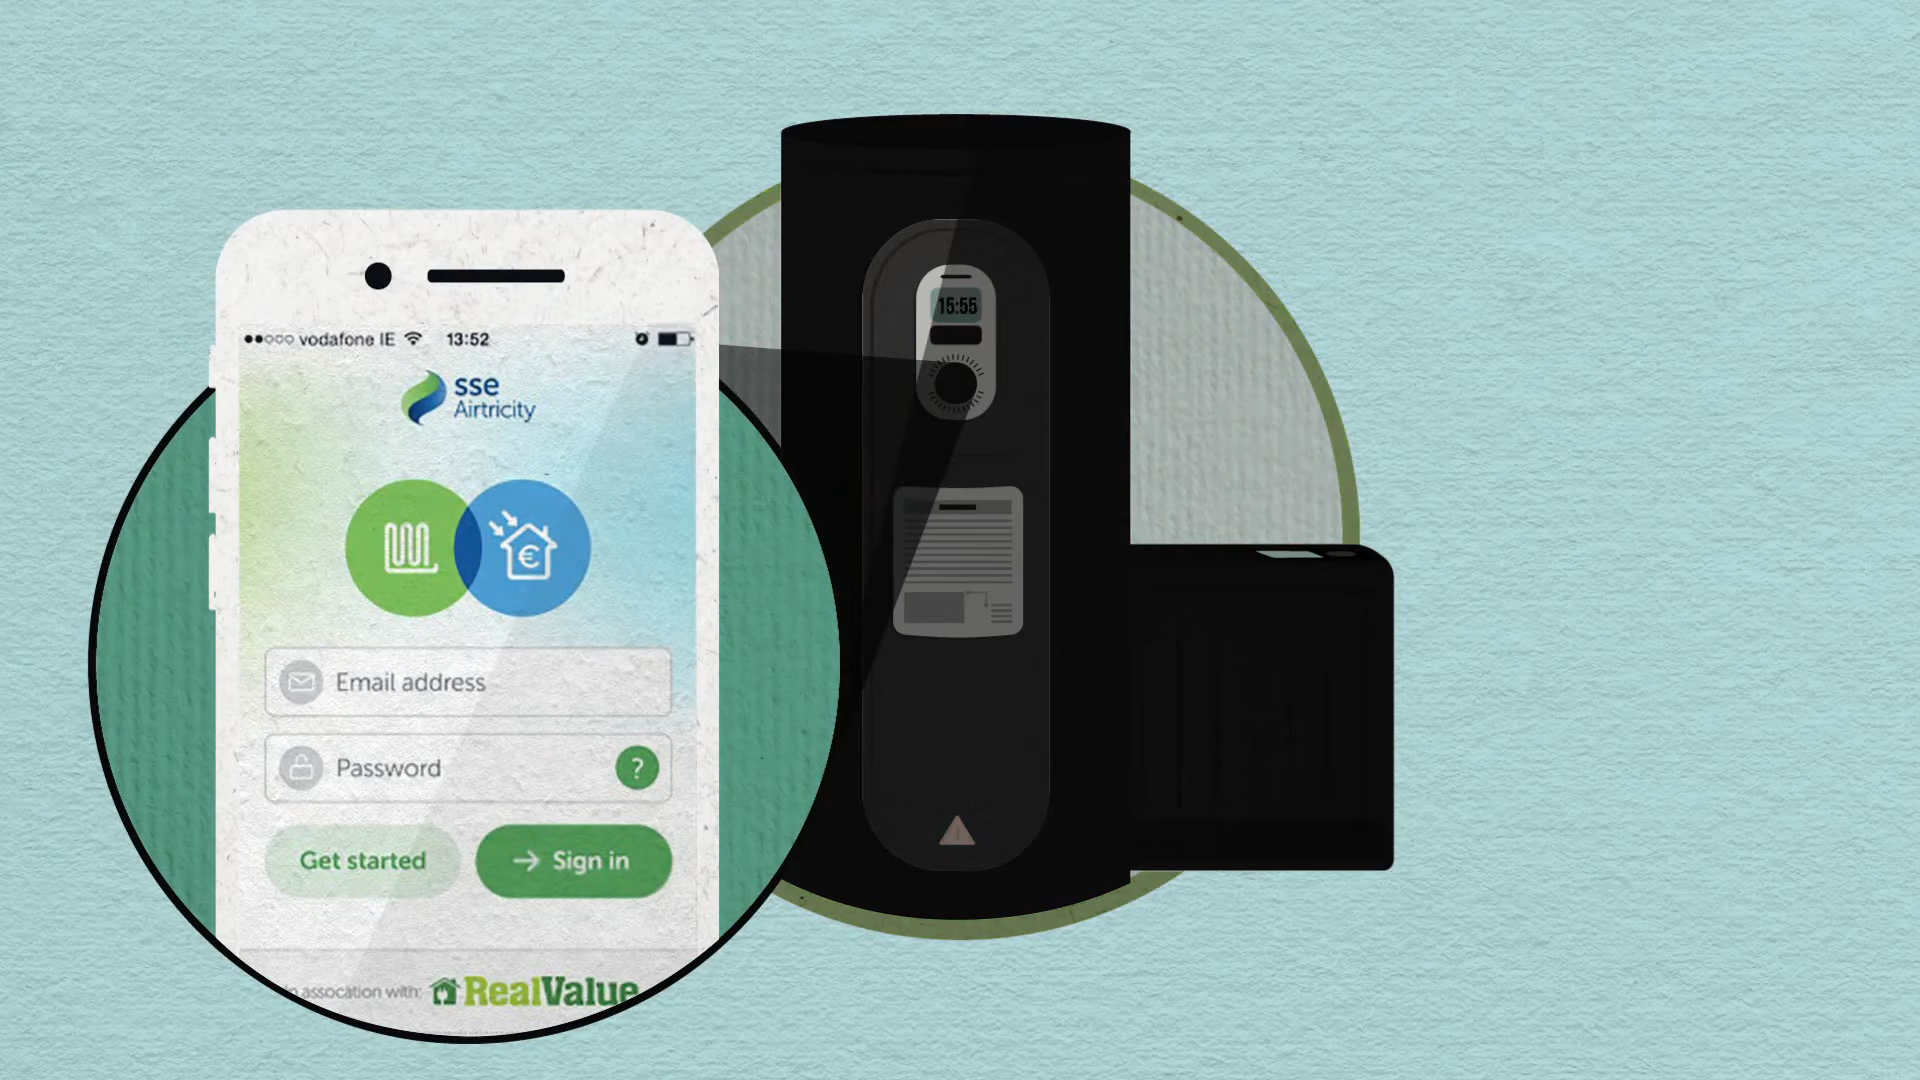 vodafone IE 13:52
sse
Airtricity
€
Email address
Password
?
Get started
Sign in
assocation with:
RealValue
15:55